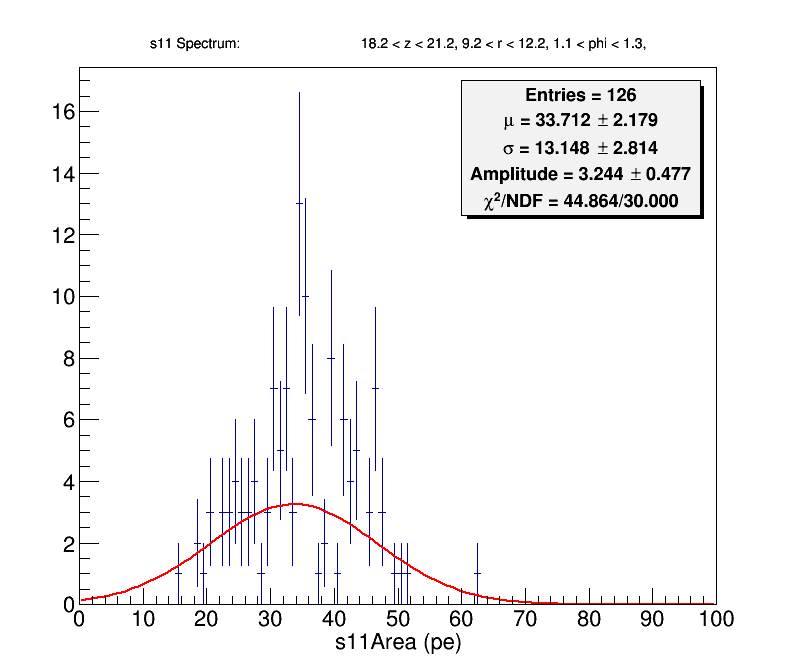 s11 Spectrum: 18.2 < z < 21.2, 9.2 < r < 12.2, 1.1 < phi < 1.3,
Entries = 126
μ = 33.712 ± 2.179
σ = 13.148 ± 2.814
Amplitude = 3.244 ± 0.477
χ²/NDF = 44.864/30.000
16
14
12
10
8
6
4
2
0
0 10 20 30 40 50 60 70 80 90 100
s11Area (pe)